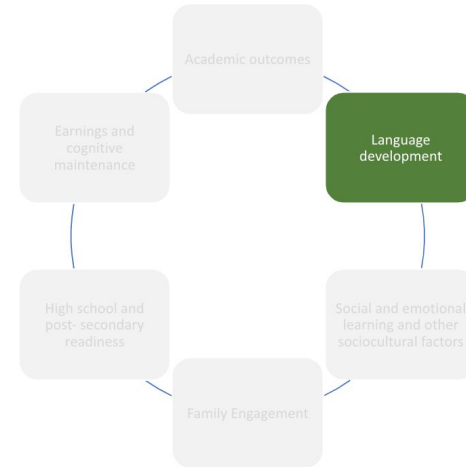 Academic outcomes
Language
development
Social and emotional
learning and other
sociocultural factors
Family Engagement
High school and
post- secondary
readiness
Earnings and
cognitive
maintenance